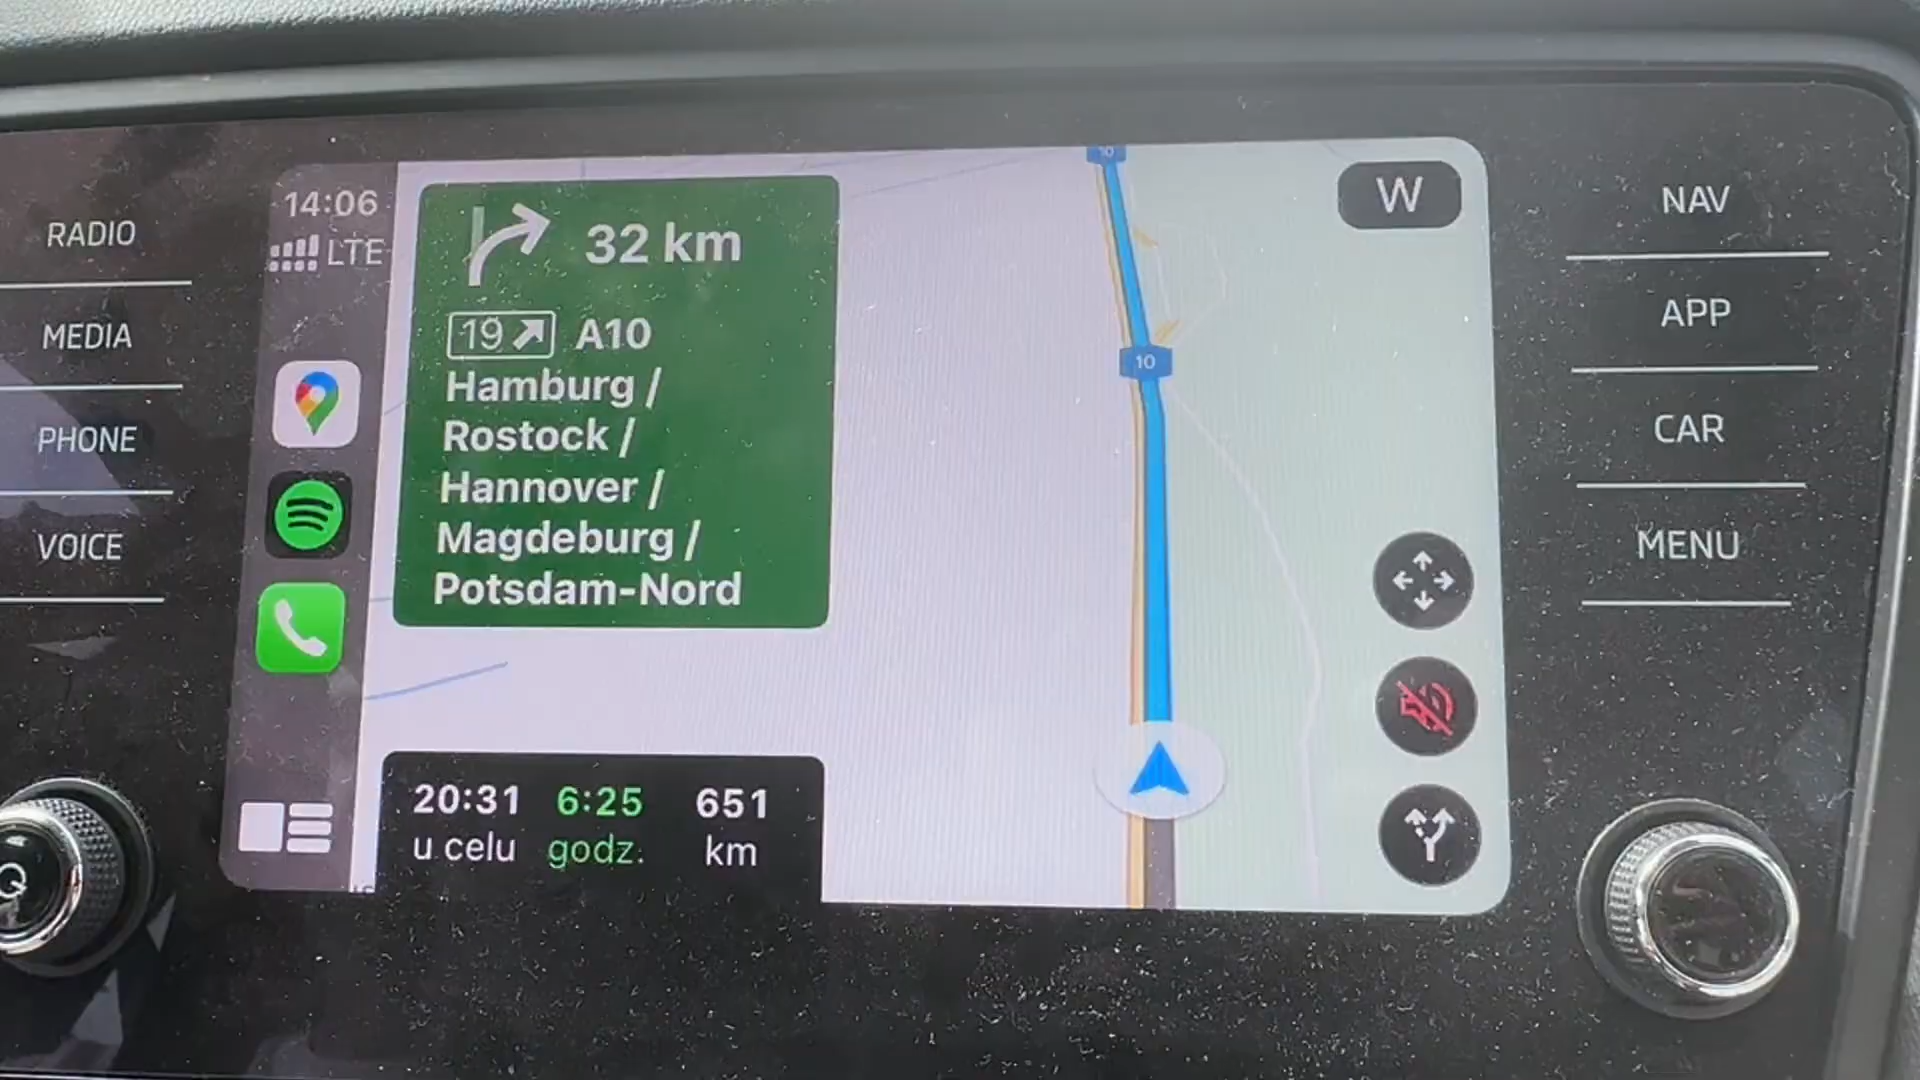 RADIO
MEDIA
PHONE
VOICE
14:06
LTE
32 km
19 A10
Hamburg /
Rostock /
Hannover /
Magdeburg /
Potsdam-Nord
20:31 6:25 651
u celu godz. km
10
10
W
NAV
APP
CAR
MENU